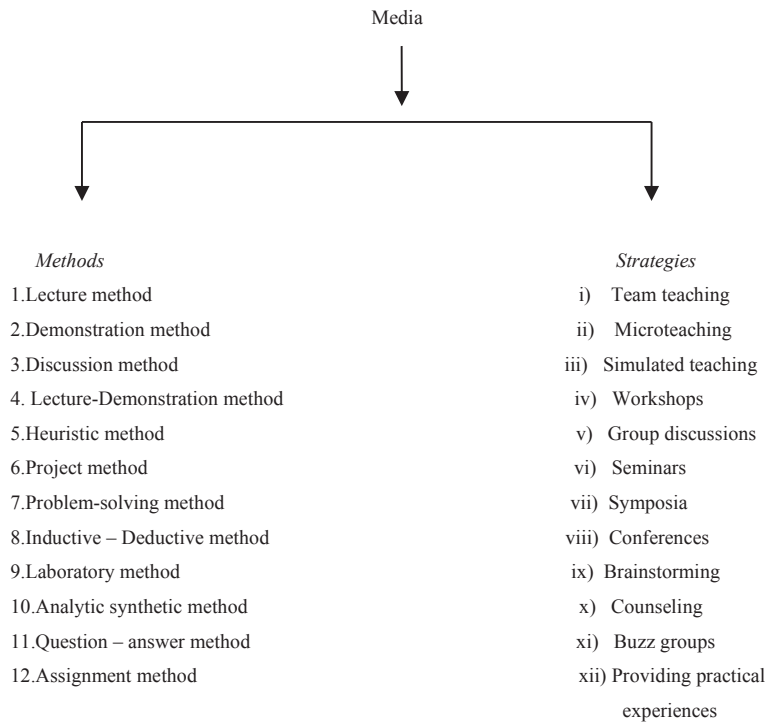 Media
Methods
1.Lecture method
2.Demonstration method
3.Discussion method
4. Lecture-Demonstration method
5.Heuristic method
6.Project method
7.Problem-solving method
8.Inductive – Deductive method
9.Laboratory method
10.Analytic synthetic method
11.Question – answer method
12.Assignment method
Strategies
i) Team teaching
ii) Microteaching
iii) Simulated teaching
iv) Workshops
v) Group discussions
vi) Seminars
vii) Symposia
viii) Conferences
ix) Brainstorming
x) Counseling
xi) Buzz groups
xii) Providing practical
experiences